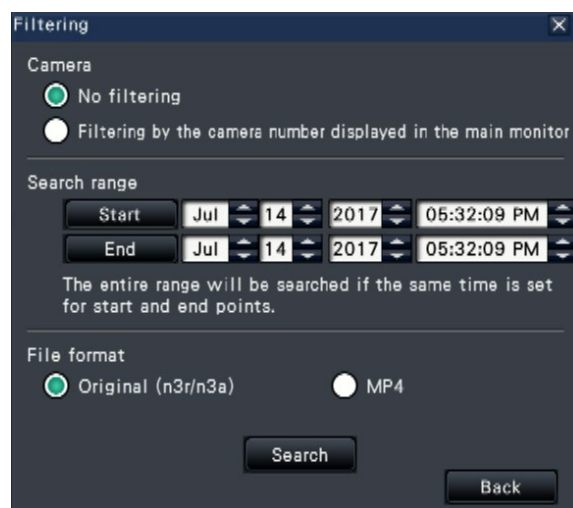 Filtering
Camera
No filtering
Filtering by the camera number displayed in the main monitor
Search range
Start Jul 14 2017 05:32:09 PM
End Jul 14 2017 05:32:09 PM
The entire range will be searched if the same time is set
for start and end points.
File format
Original (n3r/n3a) MP4
Search
Back